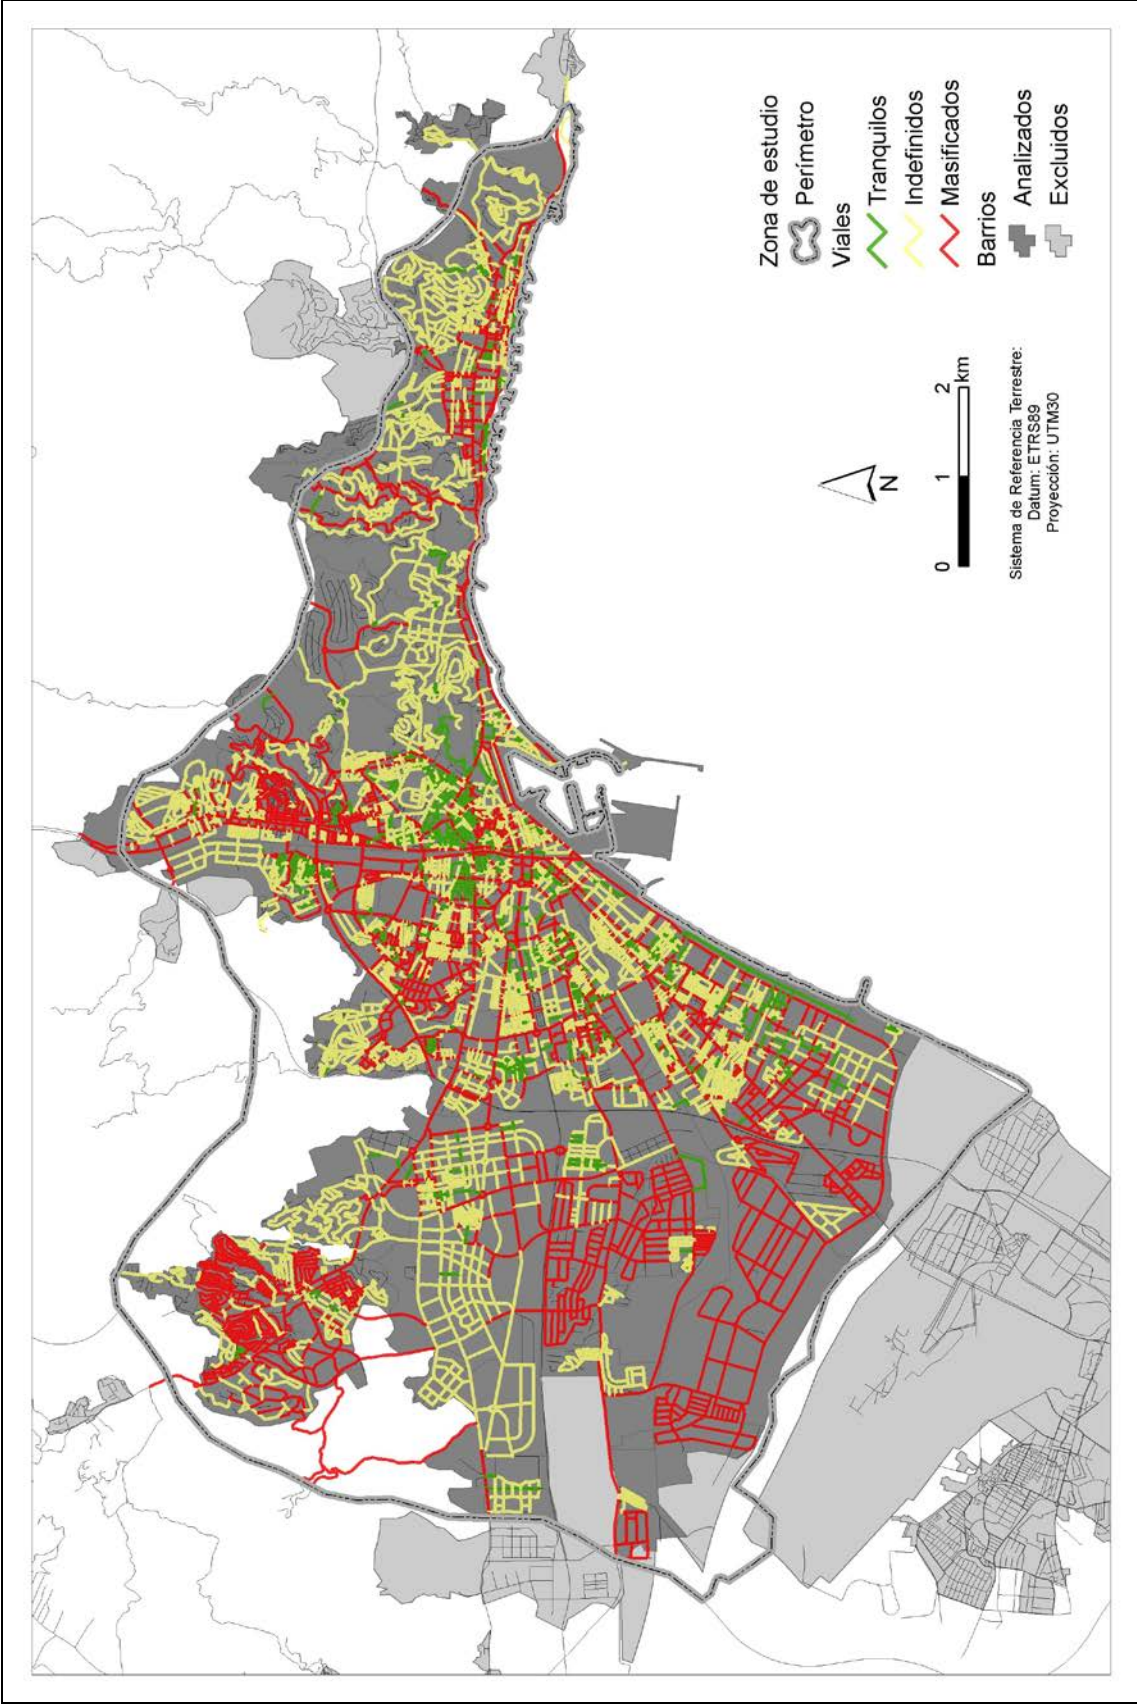 Zona de estudio
Perímetro
Viales
Tranquilos
Indefinidos
Masificados
Barrios
Analizados
Excluidos
N
0 1 2
km
Sistema de Referencia Terrestre:
Datum: ETRS89
Proyección: UTM30